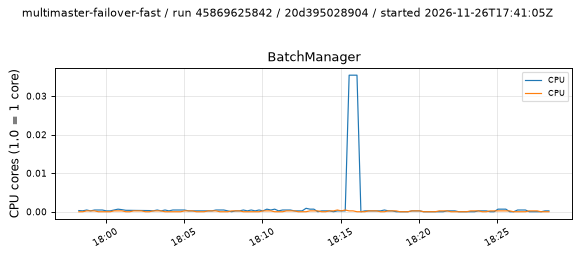 multimaster-failover-fast / run 45869625842 / 20d395028904 / started 2026-11-26T17:41:05Z
BatchManager
CPU cores (1.0 = 1 core)
0.03
0.02
0.01
0.00
CPU
CPU
18:00
18:05
18:10
18:15
18:20
18:25